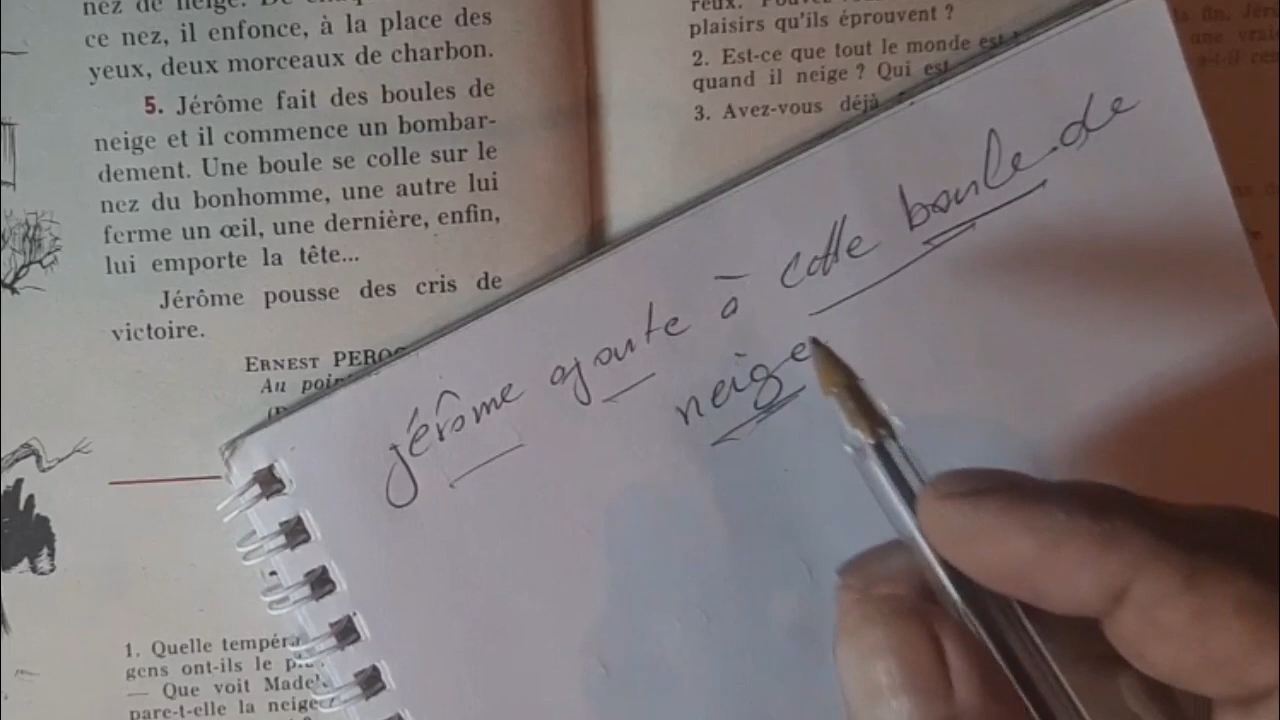 nez de neige. De
ce nez, il enfonce, à la place des
yeux, deux morceaux de charbon.
5. Jérôme fait des boules de
neige et il commence un bombar-
dement. Une boule se colle sur le
nez du bonhomme, une autre lui
ferme un œil, une dernière, enfin,
lui emporte la tête...
Jérôme pousse des cris de
victoire.
ERNEST
Au
1. Quelle
gens ont-ils le
— Que voit
pare-t-elle la neige
plaisirs qu'ils éprouvent ?
2. Est-ce que tout le monde est
quand il neige ? Qui est
3. Avez-vous déjà
jérôme ajoute à cette boule de
neige